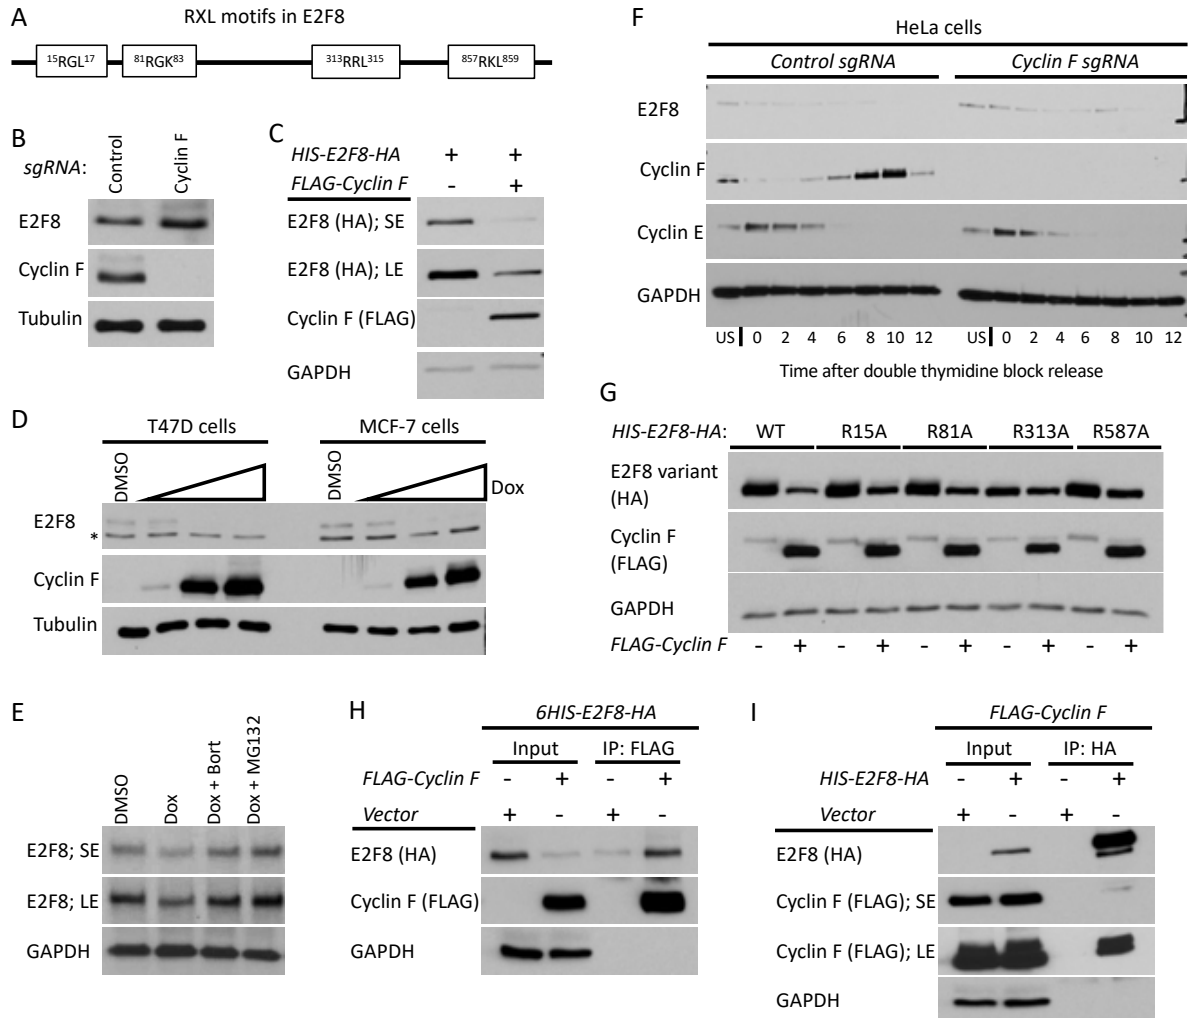 A
RXL motifs in E2F8
¹⁵RGL¹⁷ ⁸¹RGK⁸³ ³¹³RRL³¹⁵ ⁸⁵⁷RKL⁸⁵⁹
B
sgRNA: Control Cyclin F
E2F8
Cyclin F
Tubulin
C
HIS-E2F8-HA + +
FLAG-Cyclin F - +
E2F8 (HA); SE
E2F8 (HA); LE
Cyclin F (FLAG)
GAPDH
D
T47D cells MCF-7 cells
DMSO DMSO Dox
E2F8
*
Cyclin F
Tubulin
E
DMSO Dox Dox + Bort Dox + MG132
E2F8; SE
E2F8; LE
GAPDH
F
HeLa cells
Control sgRNA Cyclin F sgRNA
E2F8
Cyclin F
Cyclin E
GAPDH
US 0 2 4 6 8 10 12 US 0 2 4 6 8 10 12
Time after double thymidine block release
G
HIS-E2F8-HA: WT R15A R81A R313A R587A
E2F8 variant
(HA)
Cyclin F
(FLAG)
GAPDH
FLAG-Cyclin F - + - + - + - + - +
H
6HIS-E2F8-HA
Input IP: FLAG
FLAG-Cyclin F - + - +
Vector + - + -
E2F8 (HA)
Cyclin F (FLAG)
GAPDH
I
FLAG-Cyclin F
Input IP: HA
HIS-E2F8-HA - + - +
Vector + - + -
E2F8 (HA)
Cyclin F (FLAG); SE
Cyclin F (FLAG); LE
GAPDH